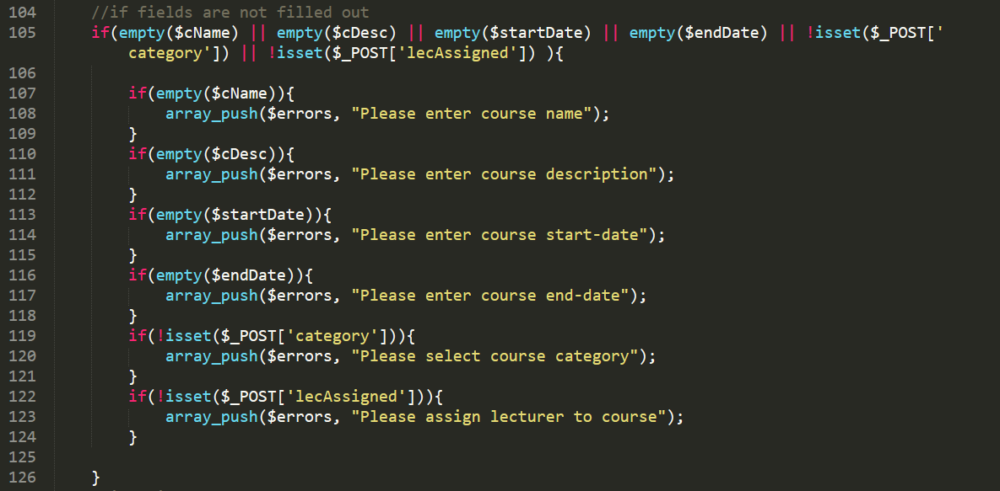 104 //if fields are not filled out
105 if(empty($cName) || empty($cDesc) || empty($startDate) || empty($endDate) || !isset($_POST['
category']) || !isset($_POST['lecAssigned']) ){
106
107 if(empty($cName)){
108 array_push($errors, "Please enter course name");
109 }
110 if(empty($cDesc)){
111 array_push($errors, "Please enter course description");
112 }
113 if(empty($startDate)){
114 array_push($errors, "Please enter course start-date");
115 }
116 if(empty($endDate)){
117 array_push($errors, "Please enter course end-date");
118 }
119 if(!isset($_POST['category'])){
120 array_push($errors, "Please select course category");
121 }
122 if(!isset($_POST['lecAssigned'])){
123 array_push($errors, "Please assign lecturer to course");
124 }
125
126 }